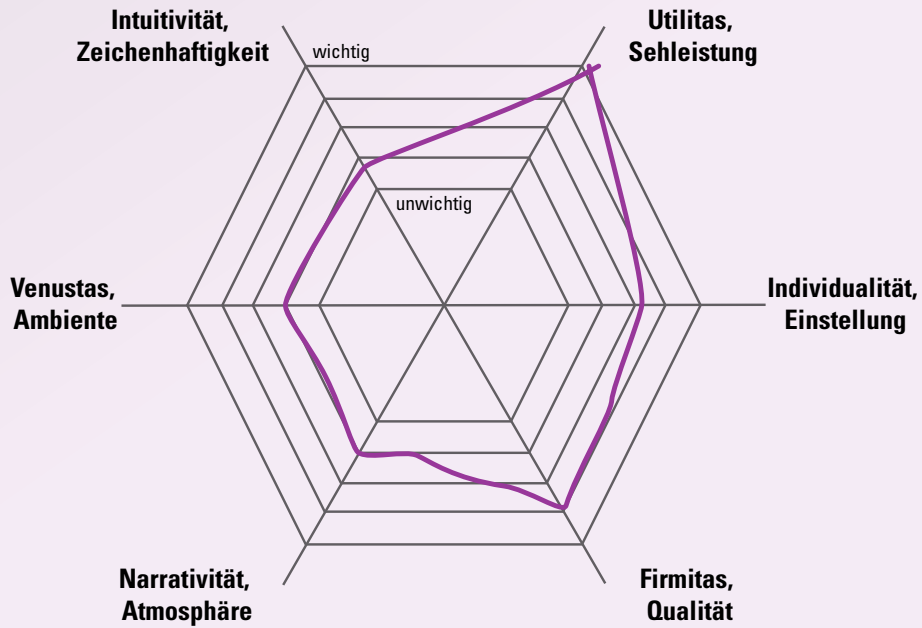 Intuitivität,
Zeichenhaftigkeit
wichtig
Utilitas,
Sehleistung
unwichtig
Venustas,
Ambiente
Individualität,
Einstellung
Narrativität,
Atmosphäre
Firmitas,
Qualität